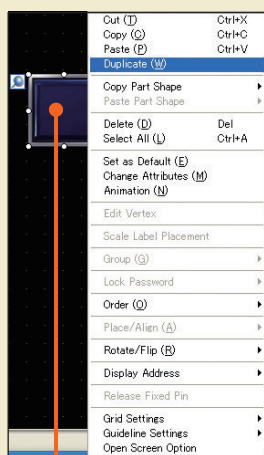 Cut (T) Ctrl+X
Copy (C) Ctrl+C
Paste (P) Ctrl+V
Duplicate (W)
Copy Part Shape
Paste Part Shape
Delete (D) Del
Select All (L) Ctrl+A
Set as Default (E)
Change Attributes (M)
Animation (N)
Edit Vertex
Scale Label Placement
Group (G)
Lock Password
Order (O)
Place/Align (A)
Rotate/Flip (R)
Display Address
Release Fixed Pin
Grid Settings
Guideline Settings
Open Screen Option